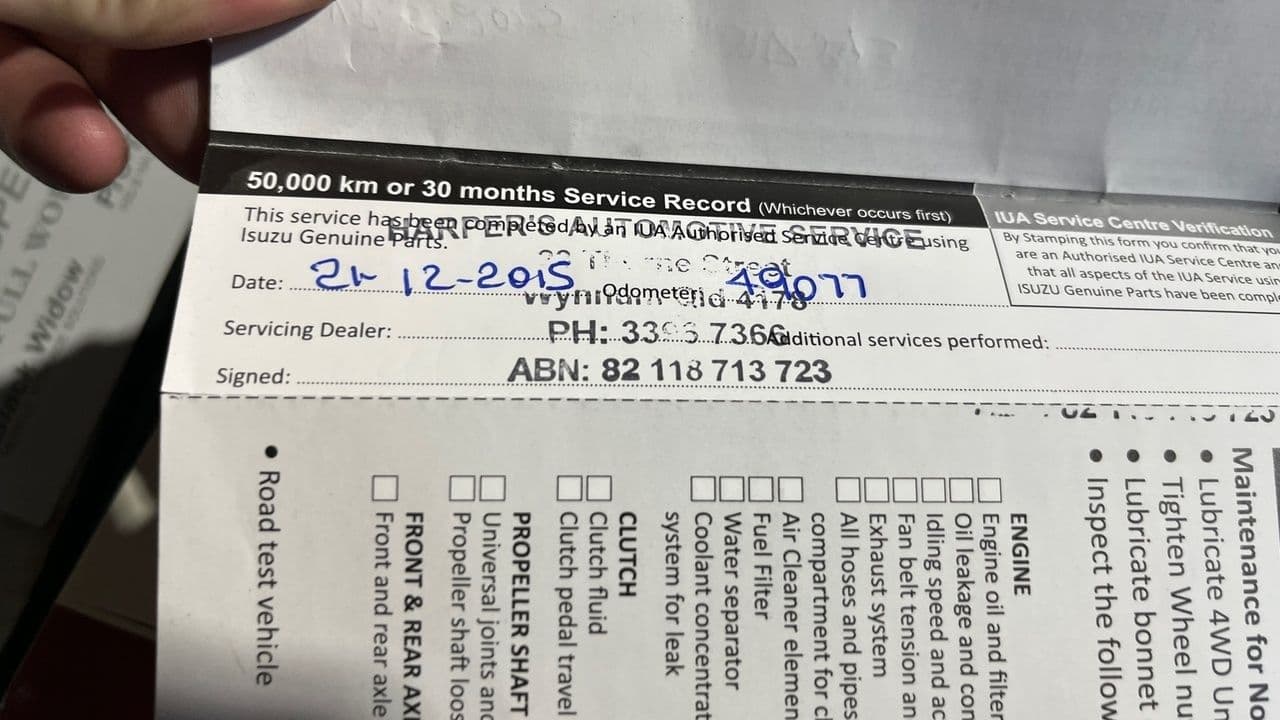 50,000 km or 30 months Service Record (Whichever occurs first)
This service has been completed by an IUA Authorised Service Centre using
Isuzu Genuine Parts.
HARPER'S AUTOMOTIVE SERVICE
Date: 12-2015 Odometer: 49077
4178
Servicing Dealer:
PH: 7366
Additional services performed:
Signed:
ABN: 82 118 713 723
IUA Service Centre Verification
By Stamping this form you confirm that you
are an Authorised IUA Service Centre an
that all aspects of the IUA Service usin
ISUZU Genuine Parts have been compl
Maintenance for No
• Lubricate 4WD Un
• Tighten Wheel nu
• Lubricate bonnet
• Inspect the follow
ENGINE
Engine oil and filter
Oil leakage and con
Idling speed and ac
Fan belt tension an
Exhaust system
All hoses and pipes
compartment for c
Air Cleaner elemen
Fuel Filter
Water separator
Coolant concentrat
system for leak
CLUTCH
Clutch fluid
Clutch pedal travel
PROPELLER SHAFT
Universal joints and
Propeller shaft loos
FRONT & REAR AX
Front and rear axle
• Road test vehicle
Widow